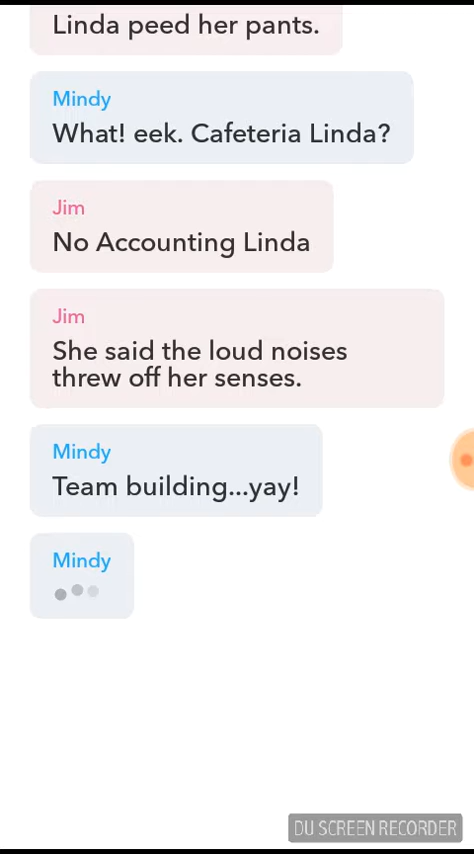 Linda peed her pants.
Mindy
What! eek. Cafeteria Linda?
Jim
No Accounting Linda
Jim
She said the loud noises
threw off her senses.
Mindy
Team building...yay!
Mindy
DU SCREEN RECORDER